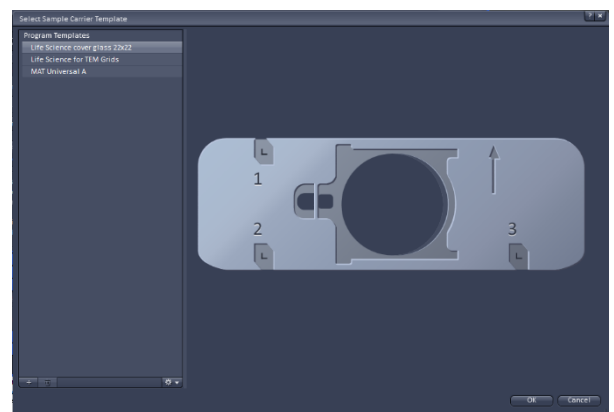 Select Sample Carrier Template
Program Templates
Life Science cover glass 22x22
Life Science for TEM Grids
MAT Universal A
1
2
3
OK
Cancel